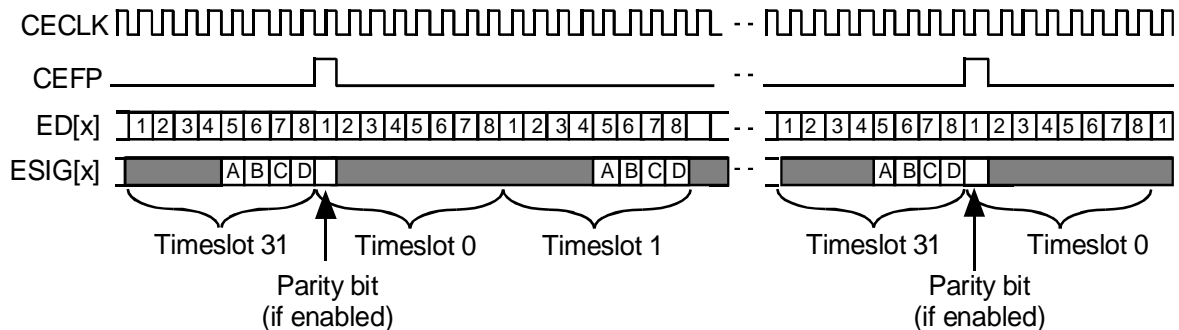 CECLK - -
CEFP - -
ED[x] 1 2 3 4 5 6 7 8 1 2 3 4 5 6 7 8 1 2 3 4 5 6 7 8 - - 1 2 3 4 5 6 7 8 1 2 3 4 5 6 7 8 1
ESIG[x] A B C D A B C D - - A B C D
Timeslot 31 Timeslot 0 Timeslot 1 Timeslot 31 Timeslot 0
Parity bit Parity bit
(if enabled) (if enabled)